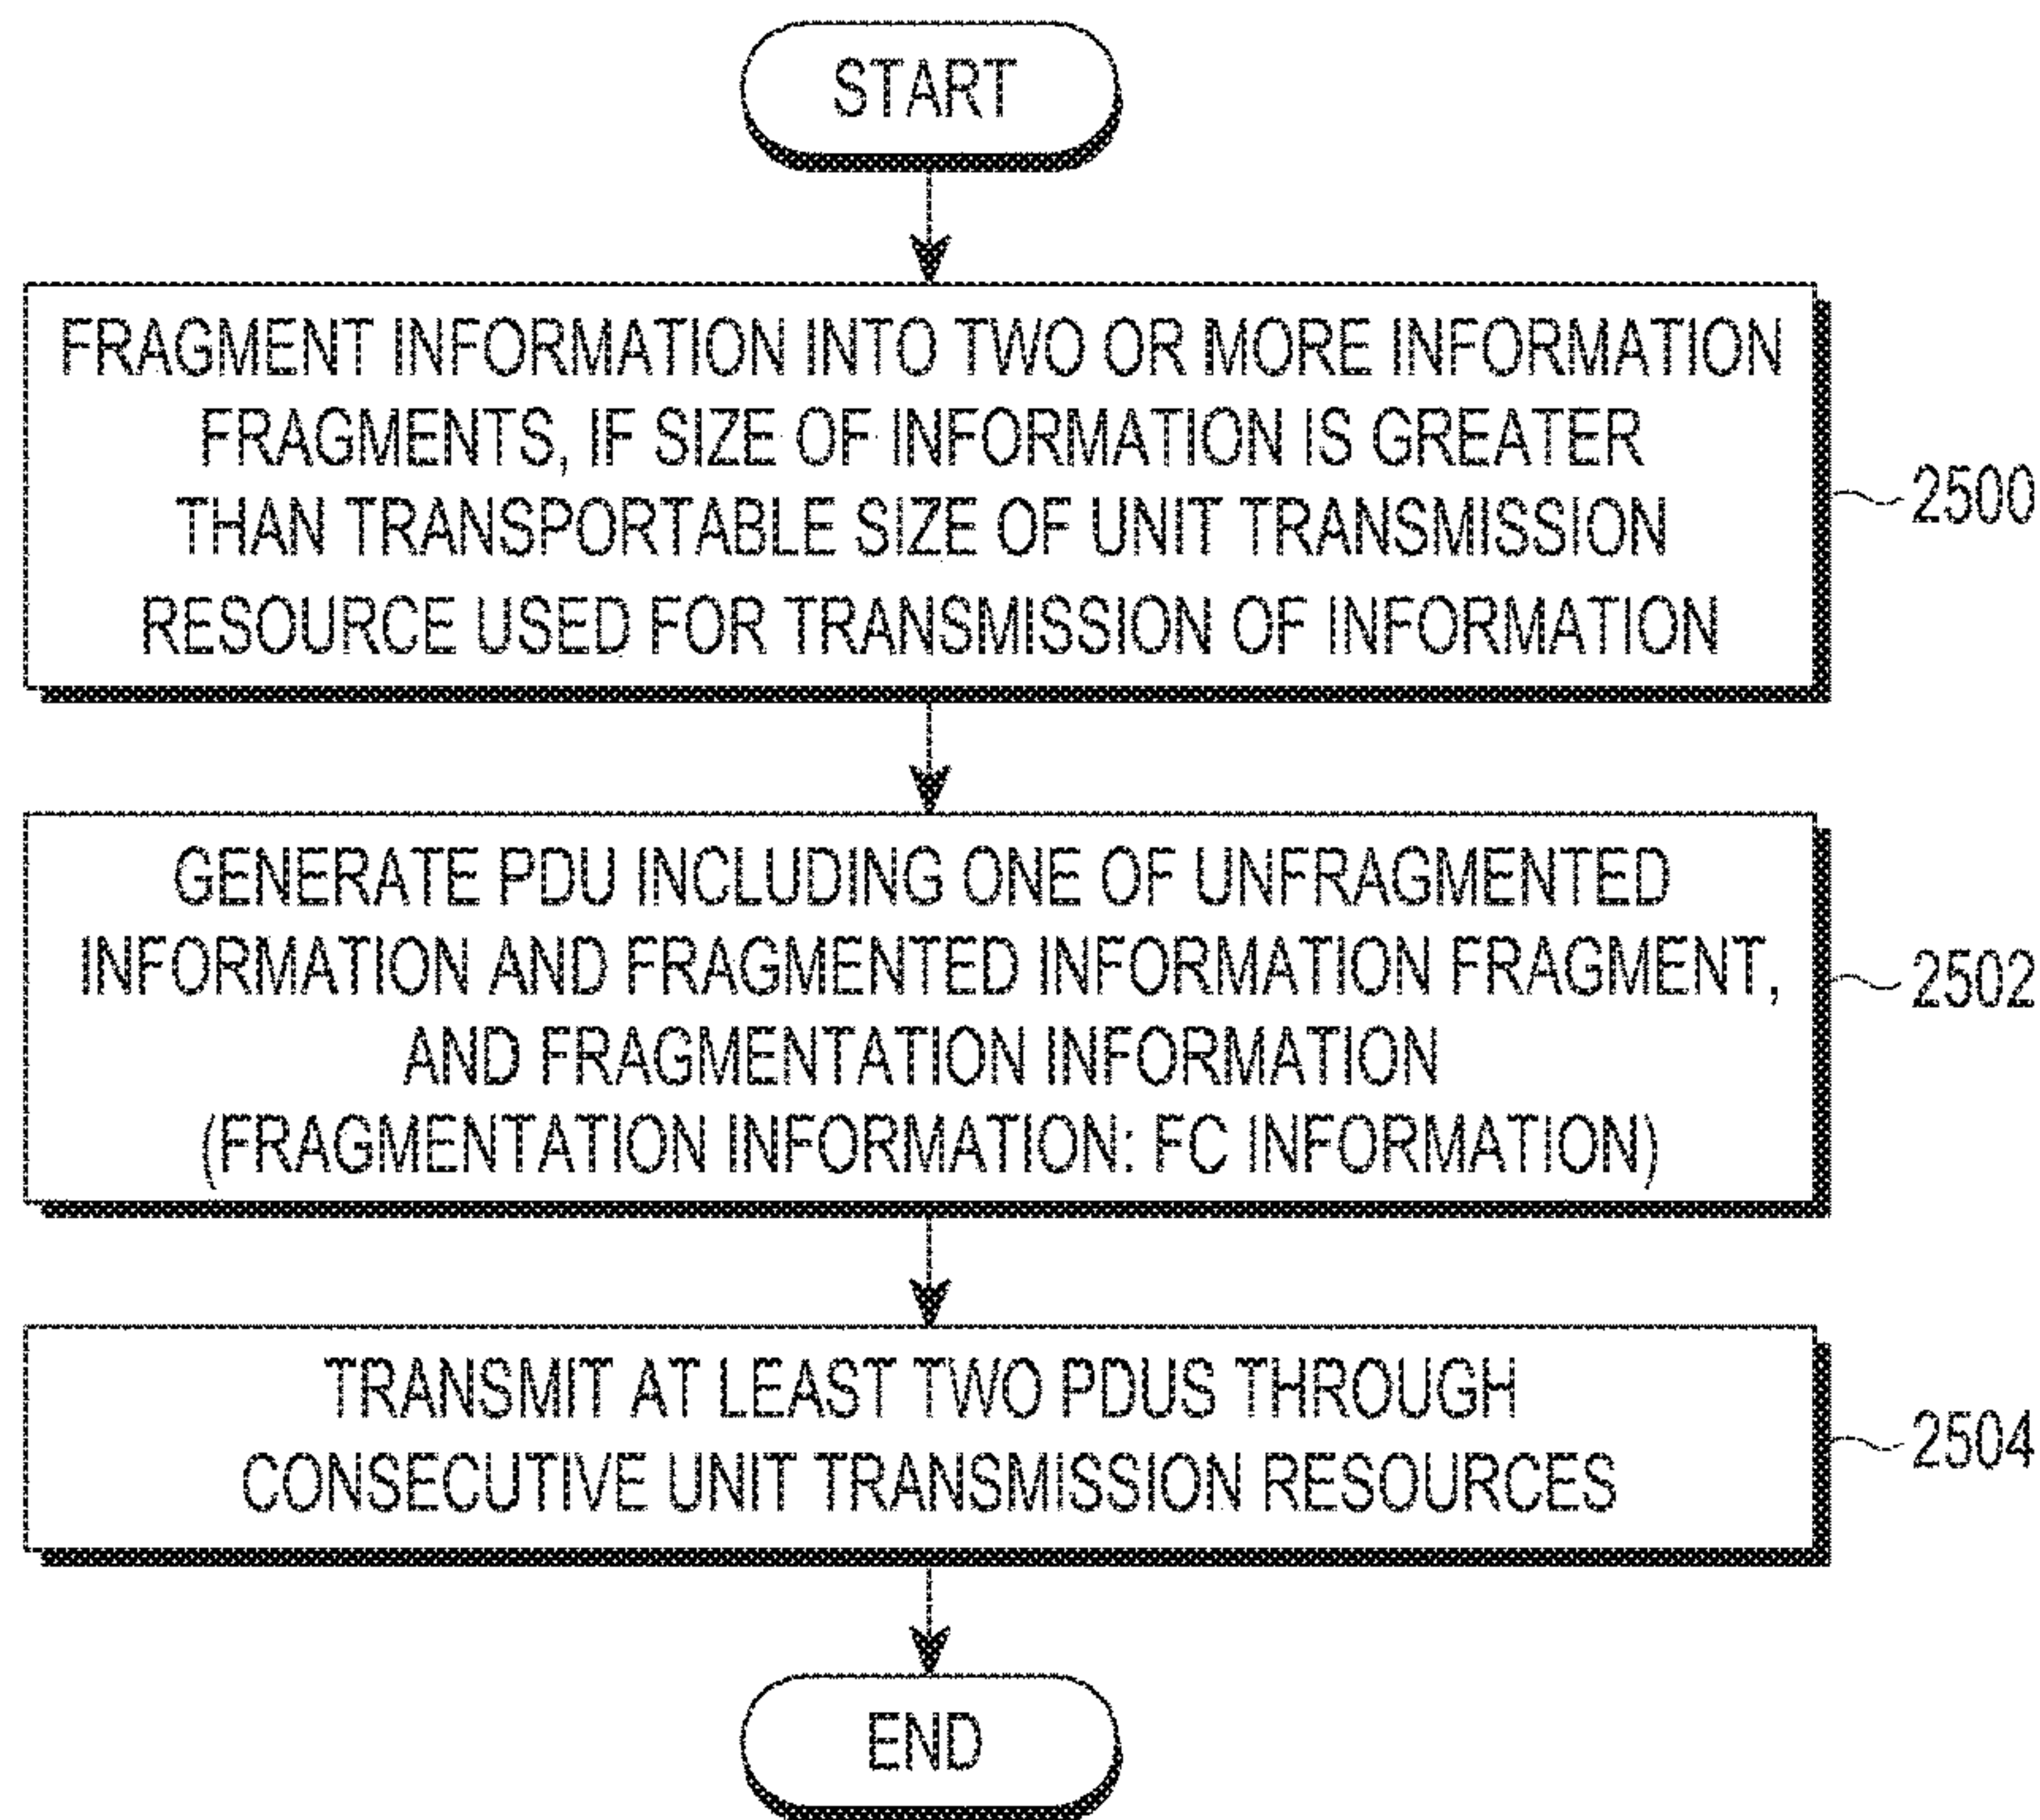 START
FRAGMENT INFORMATION INTO TWO OR MORE INFORMATION
FRAGMENTS, IF SIZE OF INFORMATION IS GREATER
THAN TRANSPORTABLE SIZE OF UNIT TRANSMISSION
RESOURCE USED FOR TRANSMISSION OF INFORMATION
2500
GENERATE PDU INCLUDING ONE OF UNFRAGMENTED
INFORMATION AND FRAGMENTED INFORMATION FRAGMENT,
AND FRAGMENTATION INFORMATION
(FRAGMENTATION INFORMATION: FC INFORMATION)
2502
TRANSMIT AT LEAST TWO PDUS THROUGH
CONSECUTIVE UNIT TRANSMISSION RESOURCES
2504
END